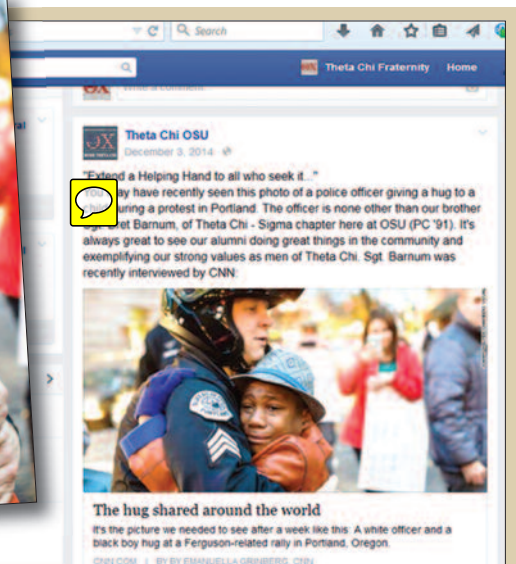 Search
Theta Chi Fraternity Home
ΘX Write a comment
Theta Chi OSU
ΘX
December 3, 2014
"Extend a Helping Hand to all who seek it..."
You may have recently seen this photo of a police officer giving a hug to a
child during a protest in Portland. The officer is none other than our brother
Sgt. Bret Barnum, of Theta Chi - Sigma chapter here at OSU (PC '91). It's
always great to see our alumni doing great things in the community and
exemplifying our strong values as men of Theta Chi. Sgt. Barnum was
recently interviewed by CNN:
The hug shared around the world
It's the picture we needed to see after a week like this: A white officer and a
black boy hug at a Ferguson-related rally in Portland, Oregon.
CNN.COM | BY BY EMANUELLA GRINBERG, CNN